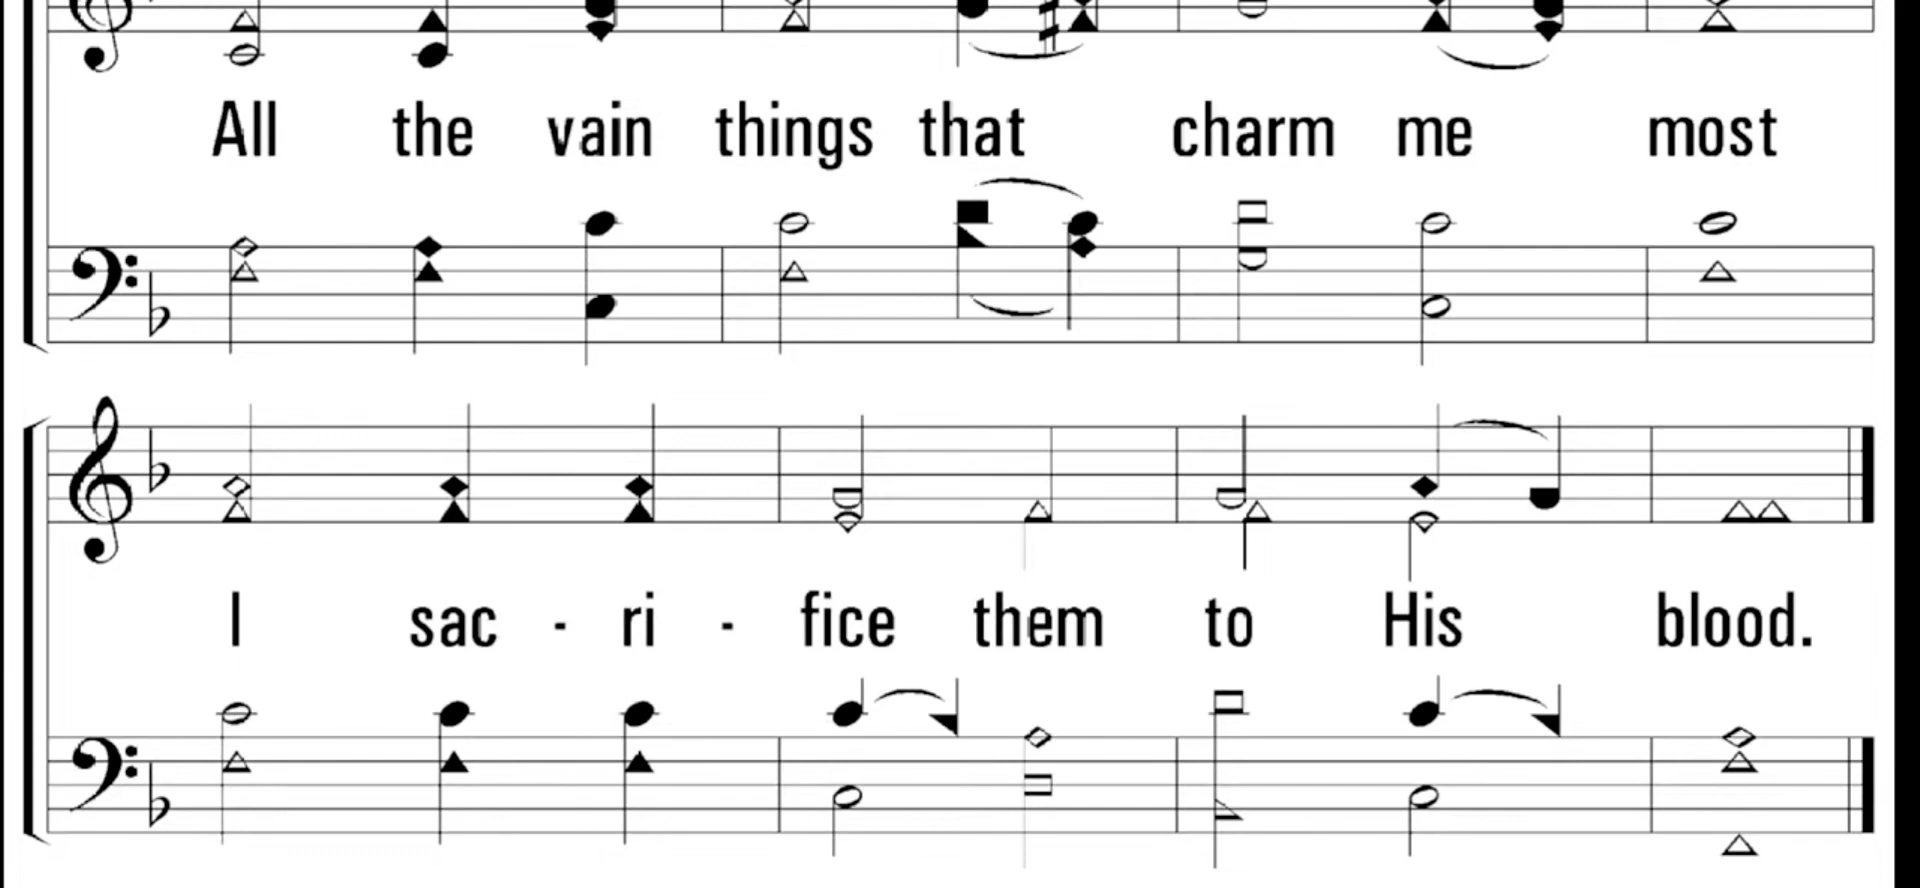 All the vain things that charm me most
I sac - ri - fice them to His blood.